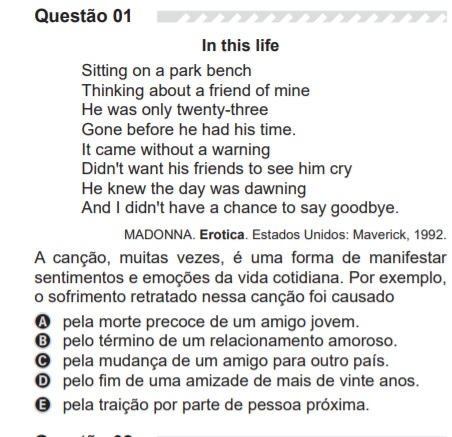 Questão 01
In this life
Sitting on a park bench
Thinking about a friend of mine
He was only twenty-three
Gone before he had his time.
It came without a warning
Didn't want his friends to see him cry
He knew the day was dawning
And I didn't have a chance to say goodbye.
MADONNA. Erotica. Estados Unidos: Maverick, 1992.
A canção, muitas vezes, é uma forma de manifestar
sentimentos e emoções da vida cotidiana. Por exemplo,
o sofrimento retratado nessa canção foi causado
A pela morte precoce de um amigo jovem.
B pelo término de um relacionamento amoroso.
C pela mudança de um amigo para outro país.
D pelo fim de uma amizade de mais de vinte anos.
E pela traição por parte de pessoa próxima.